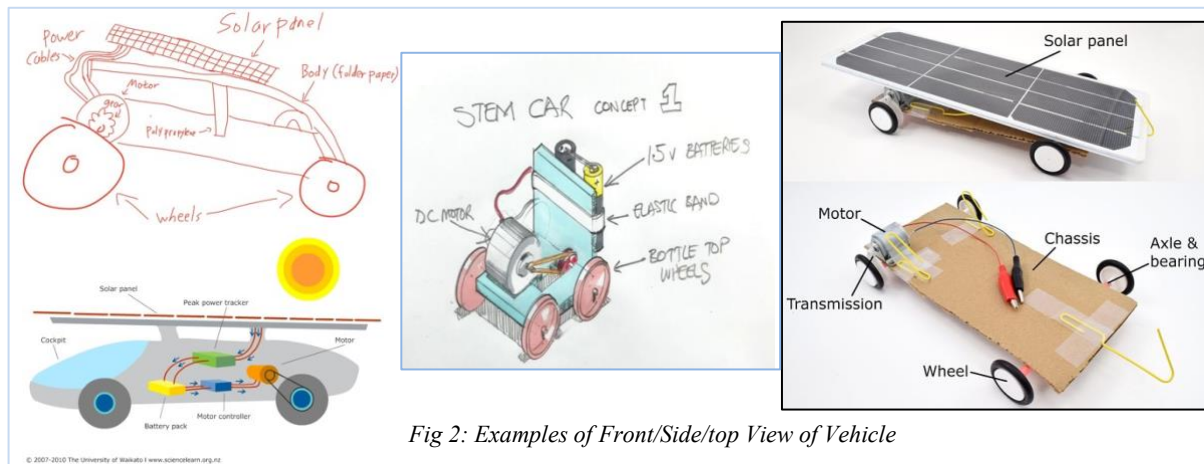 Solar panel
Power
Cables
Motor
gear
Body (folder paper)
Polypropylene
wheels
Solar panel
Peak power tracker
Cockpit
Motor
Battery pack
Motor controller
© 2007–2010 The University of Waikato I www.sciencelearn.org.nz
STEM CAR CONCEPT 1
1.5V BATTERIES
DC MOTOR
ELASTIC BAND
BOTTLE TOP
WHEELS
Solar panel
Motor
Chassis
Axle &
bearing
Transmission
Wheel
Fig 2: Examples of Front/Side/top View of Vehicle